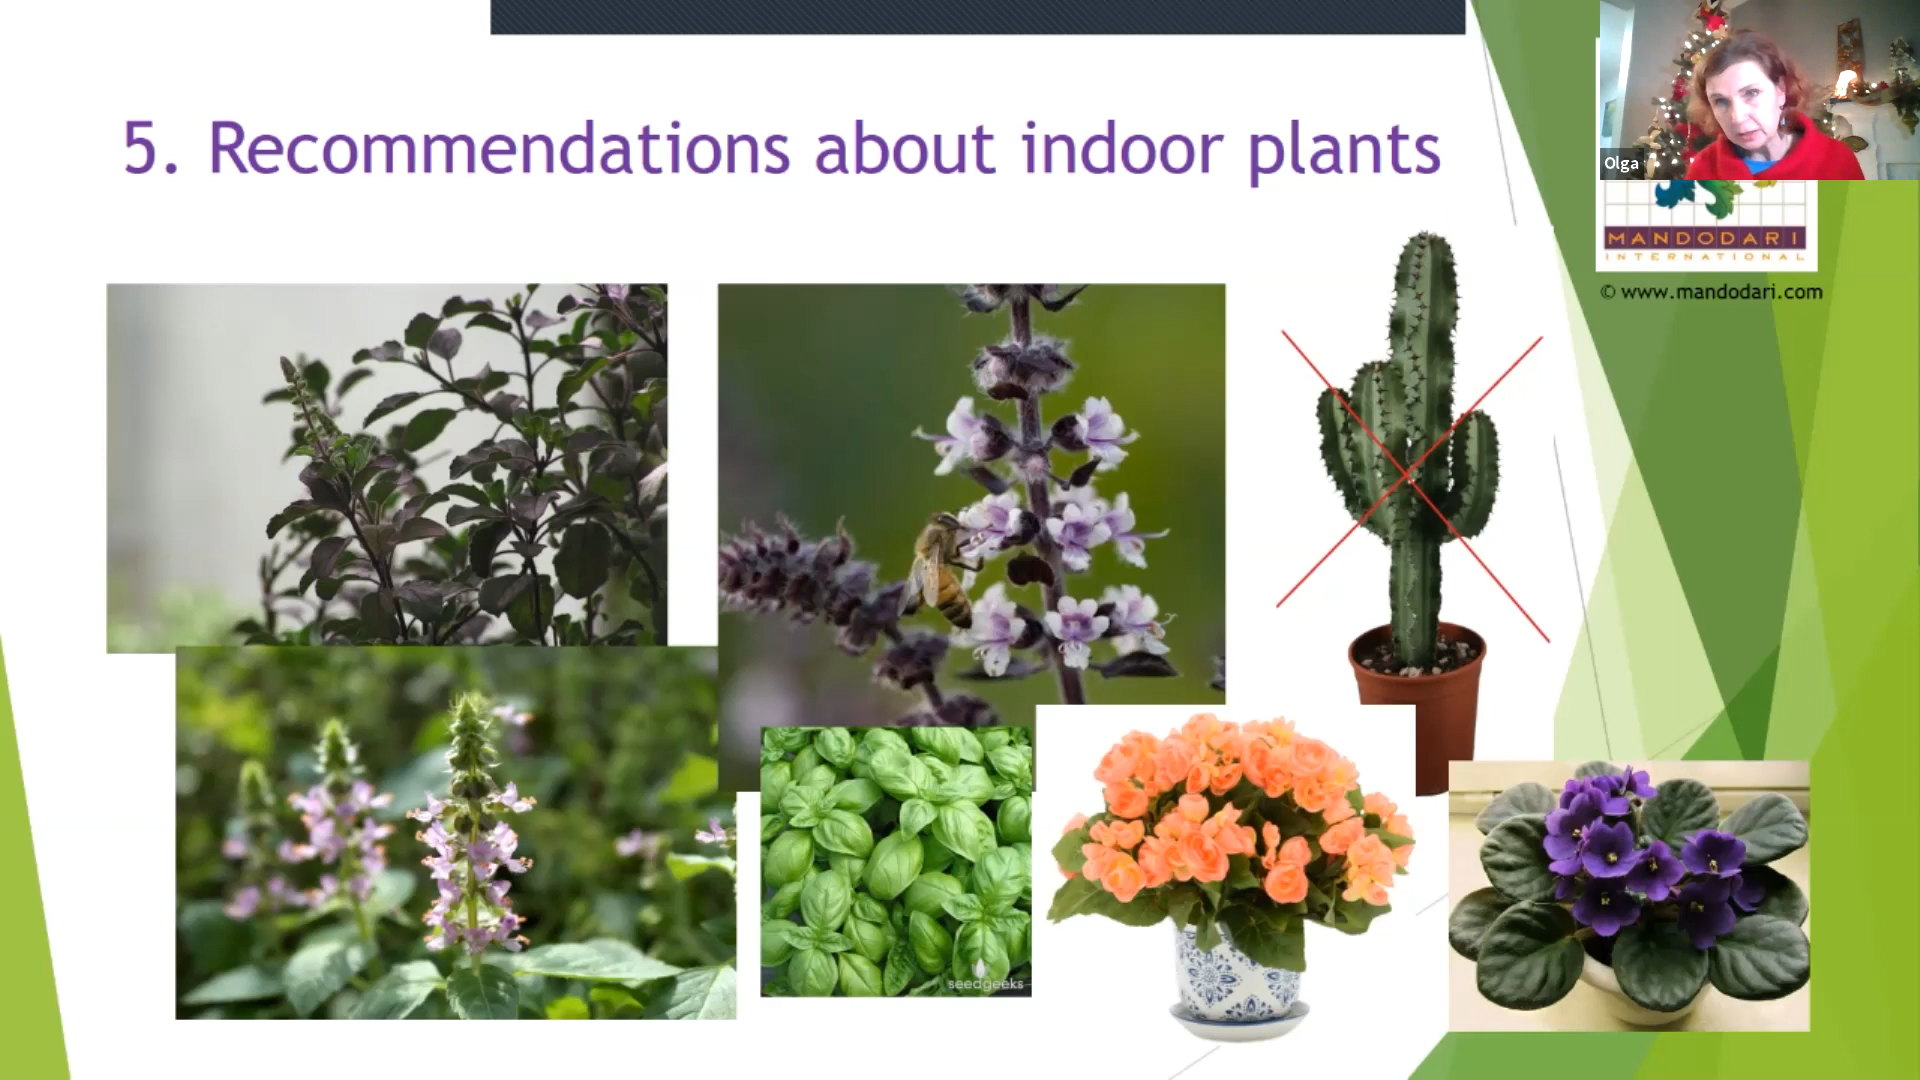 5. Recommendations about indoor plants
Olga
MANDODARI
INTERNATIONAL
© www.mandodari.com
seedgeeks